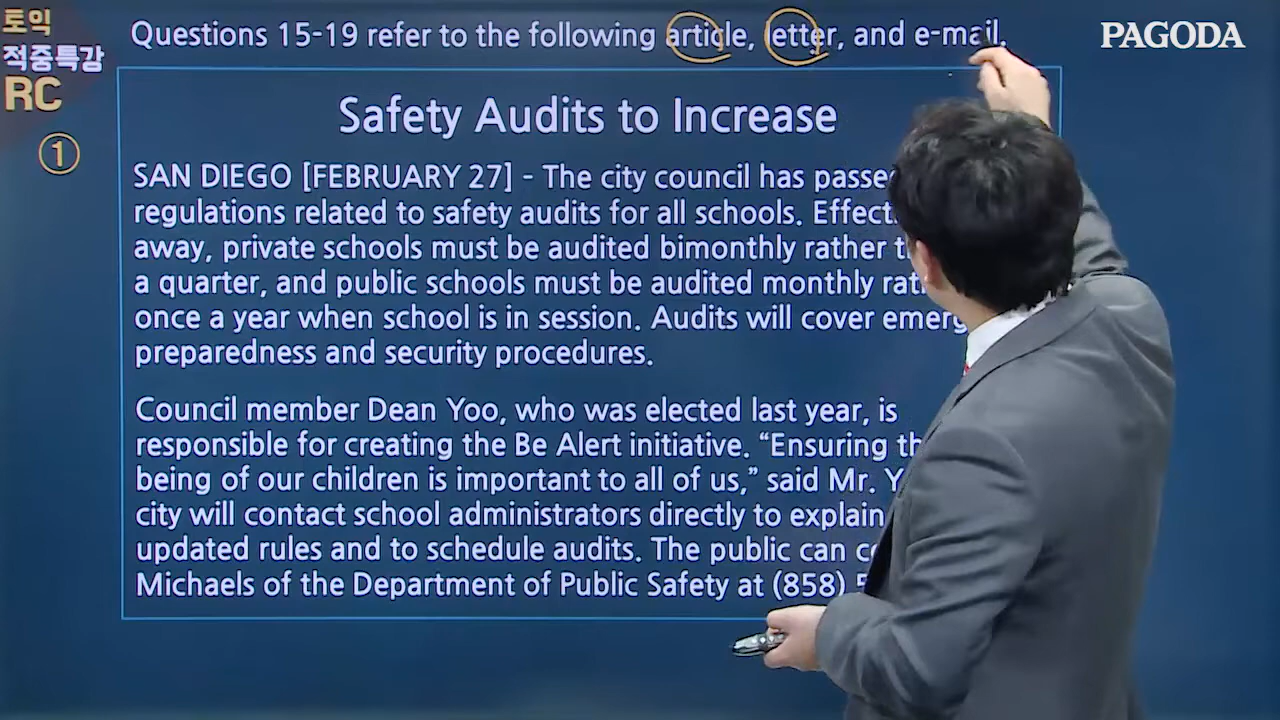 토익
적중특강
RC
①
Questions 15-19 refer to the following article, letter, and e-mail.
PAGODA
Safety Audits to Increase
SAN DIEGO [FEBRUARY 27] - The city council has
regulations related to safety audits for all schools.
away, private schools must be audited bimonthly rather
a quarter, and public schools must be audited monthly
once a year when school is in session. Audits will cover
preparedness and security procedures.
Council member Dean Yoo, who was elected last year, is
responsible for creating the Be Alert initiative. “Ensuring
being of our children is important to all of us,” said Mr.
city will contact school administrators directly to explain
updated rules and to schedule audits. The public can
Michaels of the Department of Public Safety at (858)